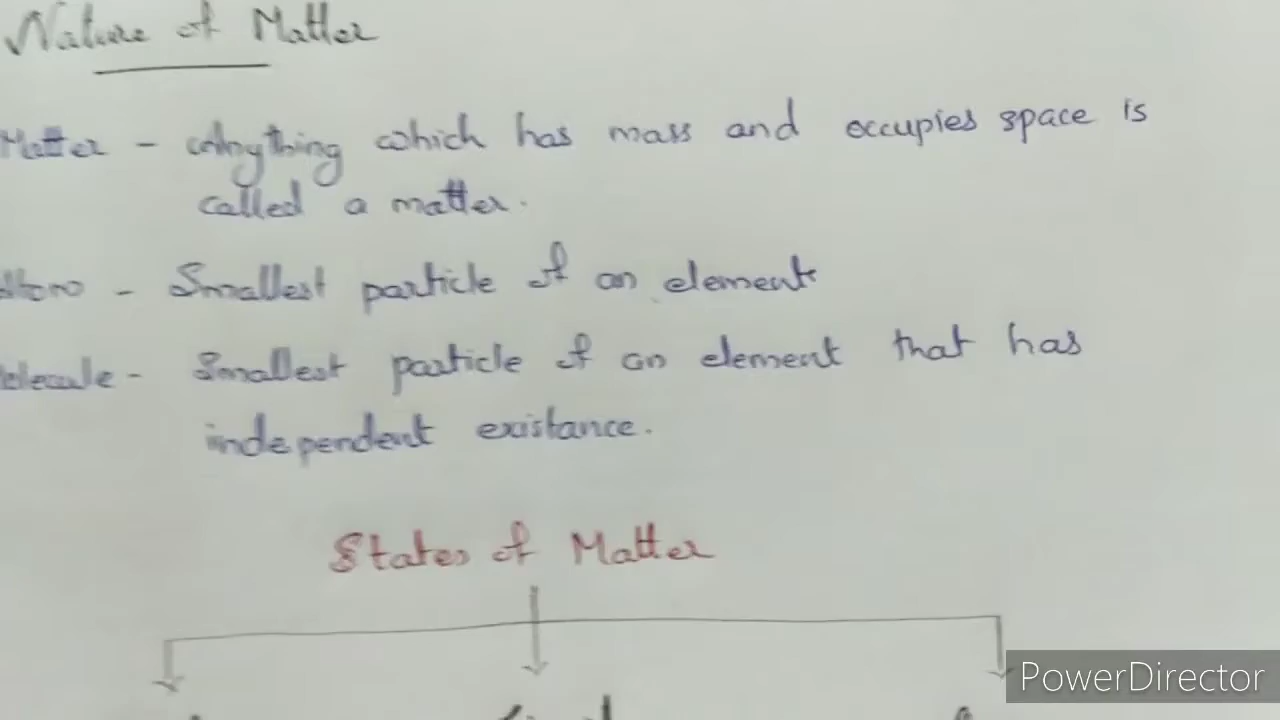 Nature of Matter
Matter - Anything which has mass and occupies space is
called a matter.
Atom - Smallest particle of an element
Molecule - Smallest particle of an element that has
independent existance.
States of Matter
PowerDirector